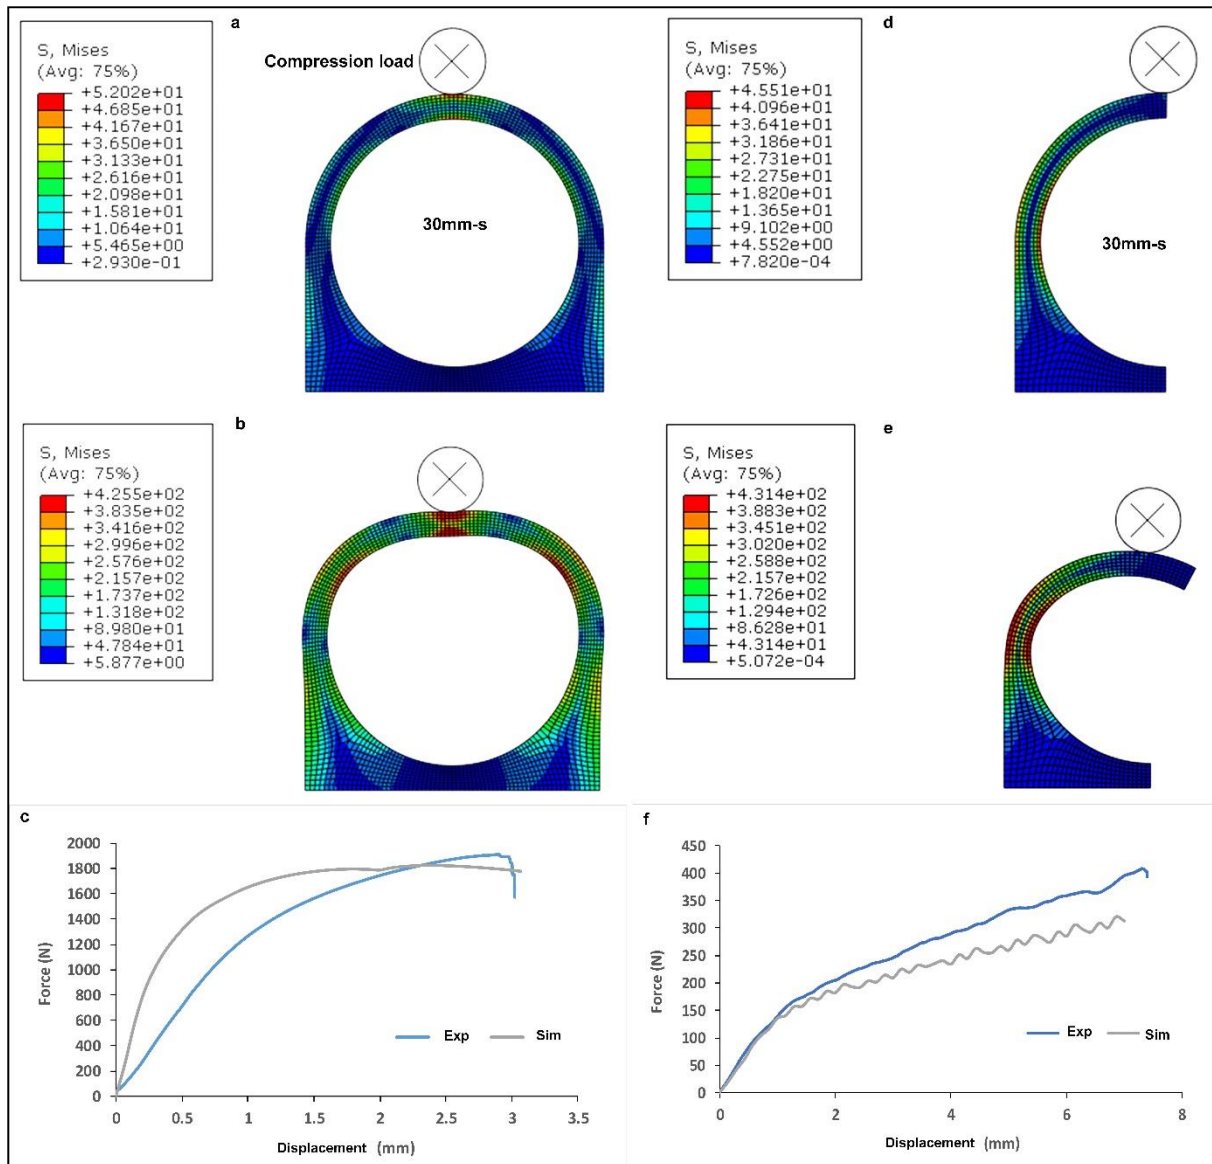 a
S, Mises
(Avg: 75%)
+5.202e+01
+4.685e+01
+4.167e+01
+3.650e+01
+3.133e+01
+2.616e+01
+2.098e+01
+1.581e+01
+1.064e+01
+5.465e+00
+2.930e-01
Compression load
30mm-s
d
S, Mises
(Avg: 75%)
+4.551e+01
+4.096e+01
+3.641e+01
+3.186e+01
+2.731e+01
+2.275e+01
+1.820e+01
+1.365e+01
+9.102e+00
+4.552e+00
+7.820e-04
30mm-s
b
S, Mises
(Avg: 75%)
+4.255e+02
+3.835e+02
+3.416e+02
+2.996e+02
+2.576e+02
+2.157e+02
+1.737e+02
+1.318e+02
+8.980e+01
+4.784e+01
+5.877e+00
e
S, Mises
(Avg: 75%)
+4.314e+02
+3.883e+02
+3.451e+02
+3.020e+02
+2.588e+02
+2.157e+02
+1.726e+02
+1.294e+02
+8.628e+01
+4.314e+01
+5.072e-04
c
2000
1800
1600
1400
1200
1000
800
600
400
200
0
Force (N)
Exp
Sim
0 0.5 1 1.5 2 2.5 3 3.5
Displacement (mm)
f
450
400
350
300
250
200
150
100
50
0
Force (N)
Exp
Sim
0 2 4 6 8
Displacement (mm)